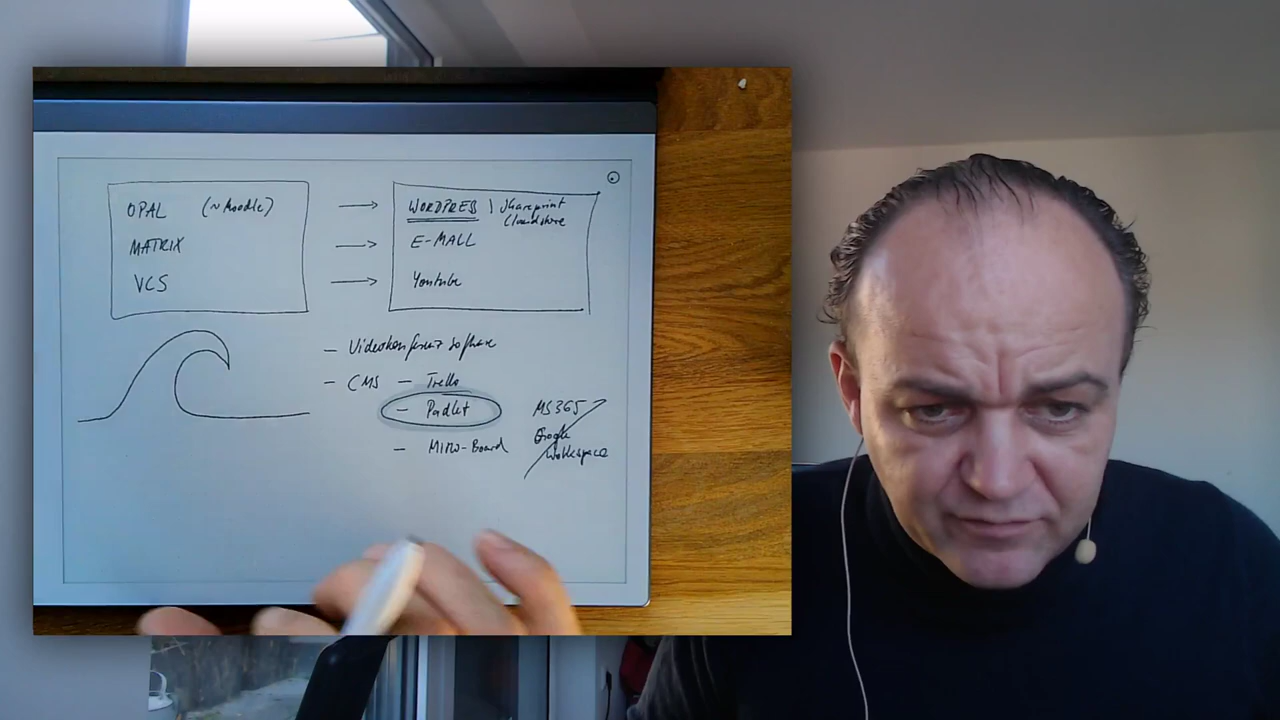 OPAL (~Moodle) → WORDPRESS | Sharepoint
Cloudstore
MATRIX → E-MAIL
VCS → Youtube
– Videokonferenz software
– CMS – Trello
– Padlet
– MIRO-Board
MS365
Google
Workspace